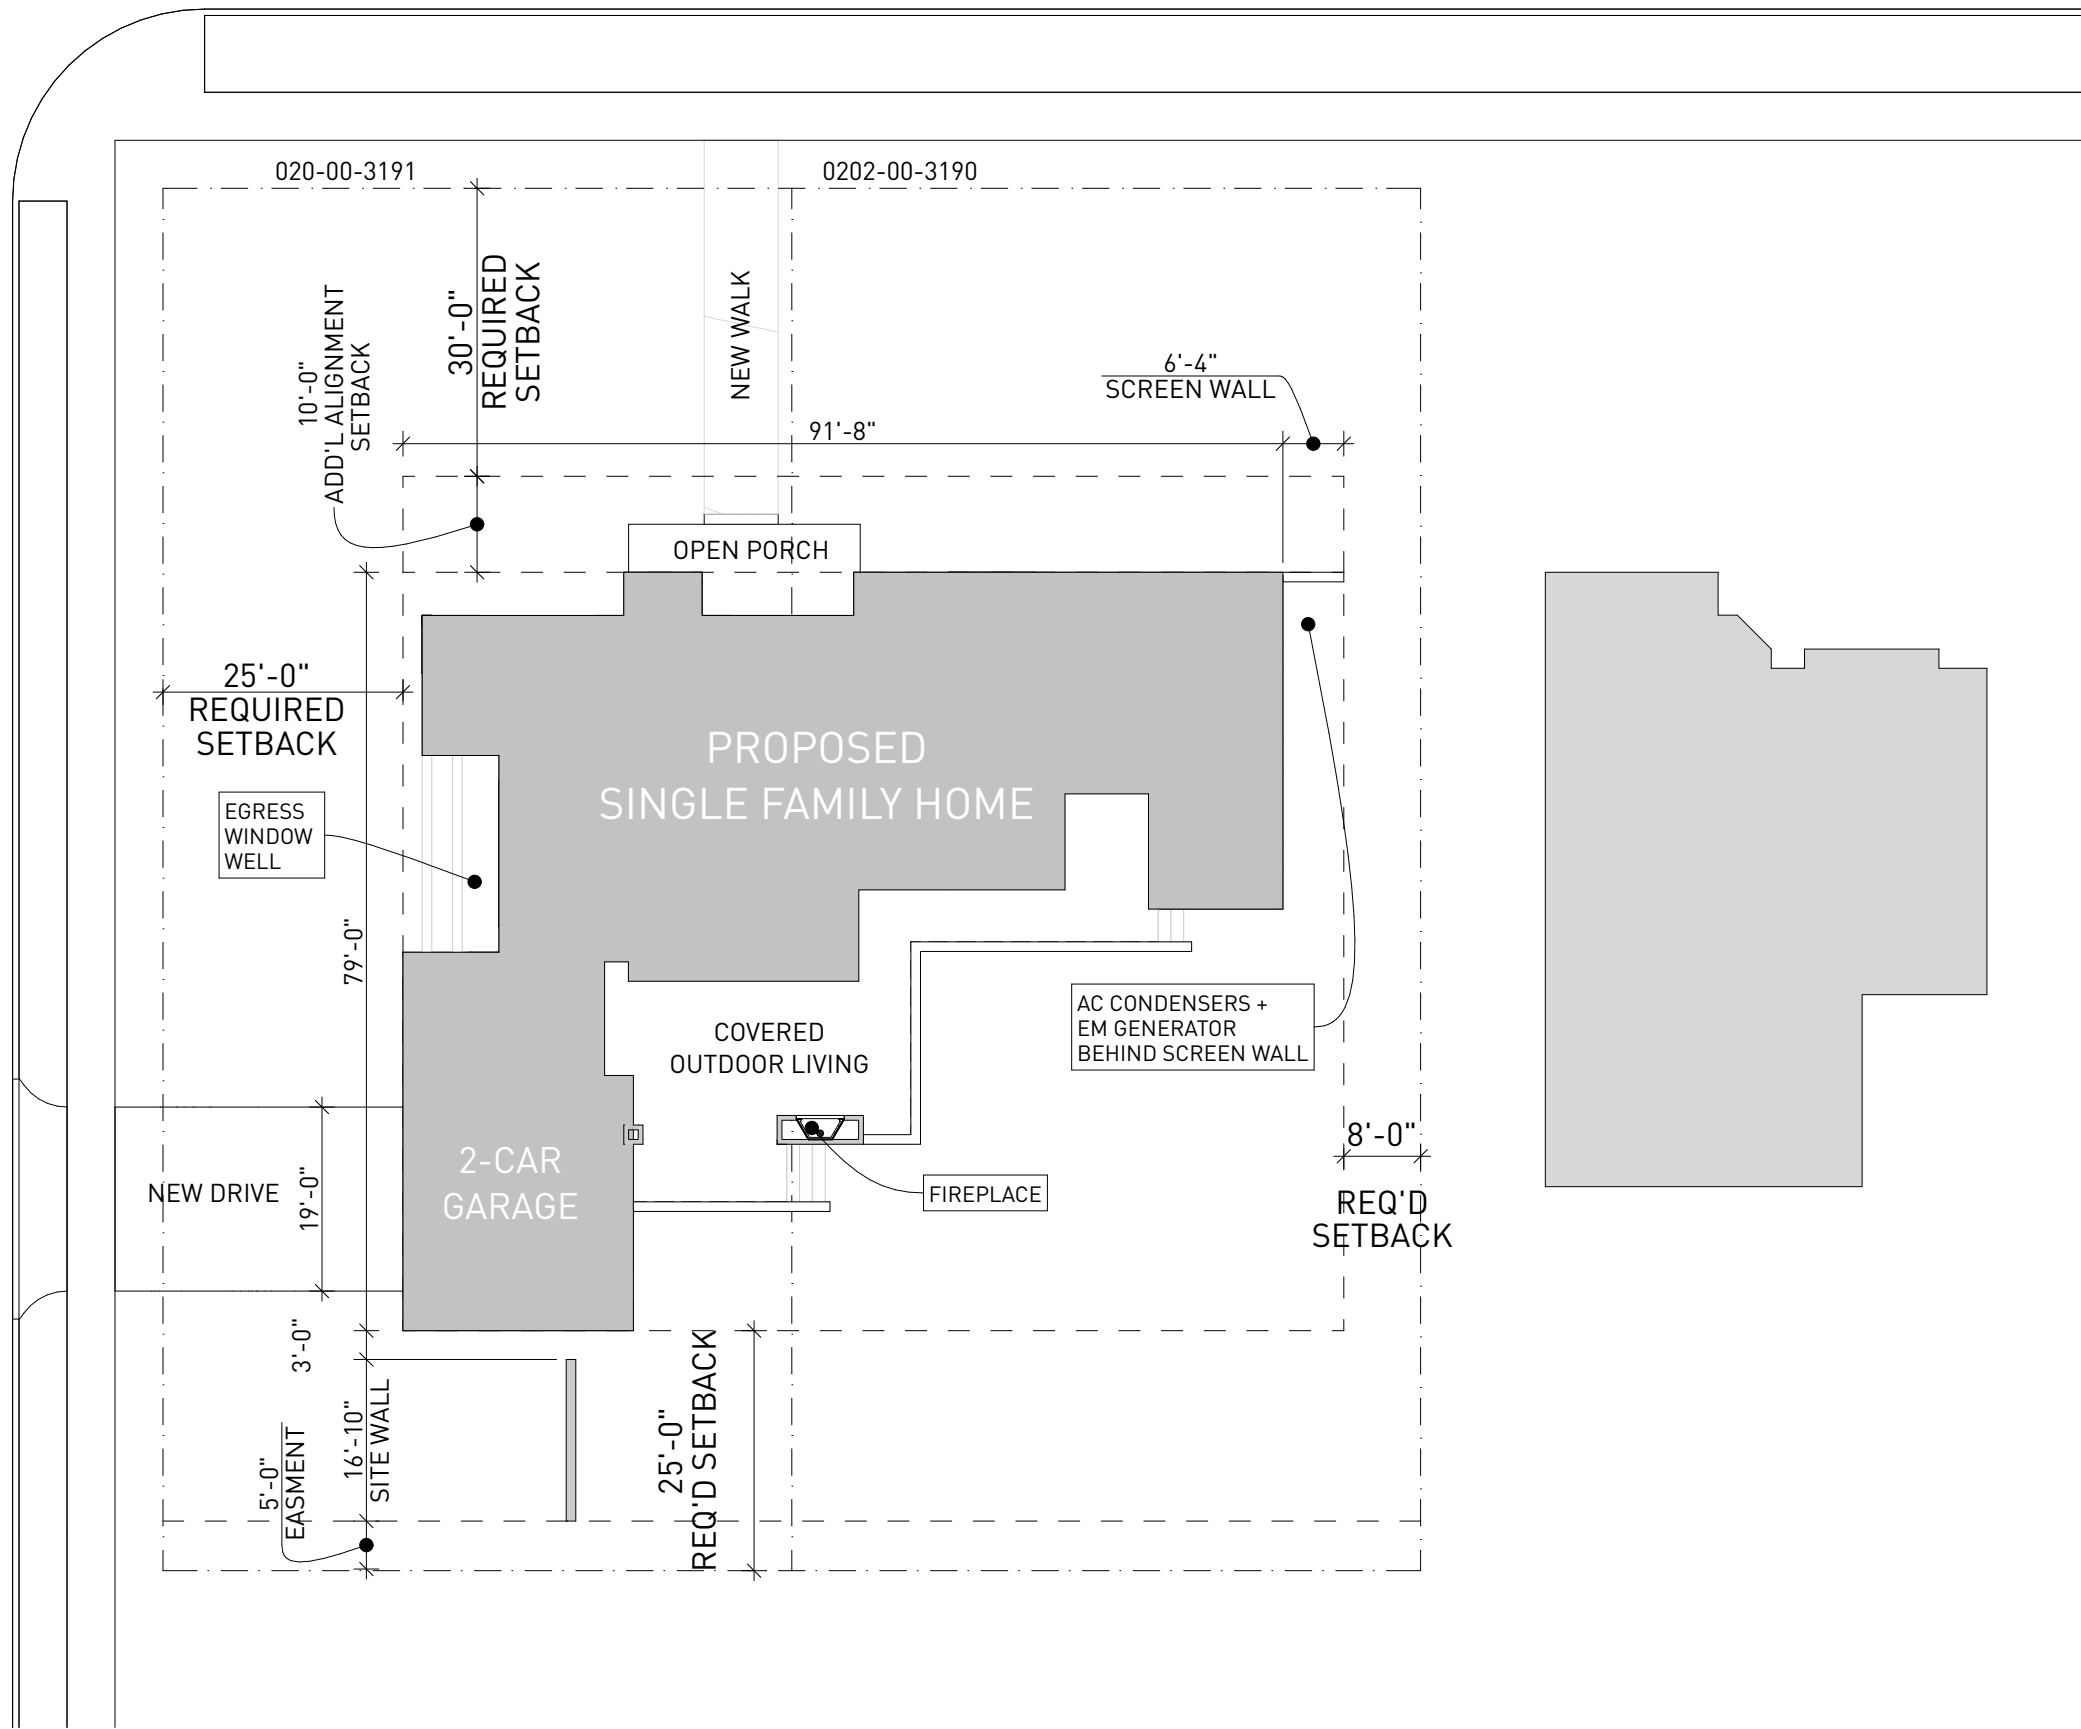 020-00-3191
0202-00-3190
10'-0"
ADD'L ALIGNMENT
SETBACK
30'-0"
REQUIRED
SETBACK
NEW WALK
6'-4"
SCREEN WALL
91'-8"
OPEN PORCH
25'-0"
REQUIRED
SETBACK
PROPOSED
SINGLE FAMILY HOME
EGRESS
WINDOW
WELL
79'-0"
COVERED
OUTDOOR LIVING
AC CONDENSERS +
EM GENERATOR
BEHIND SCREEN WALL
8'-0"
REQ'D
SETBACK
2-CAR
GARAGE
NEW DRIVE
19'-0"
FIREPLACE
3'-0"
16'-10"
SITE WALL
5'-0"
EASMENT
25'-0"
REQ'D SETBACK